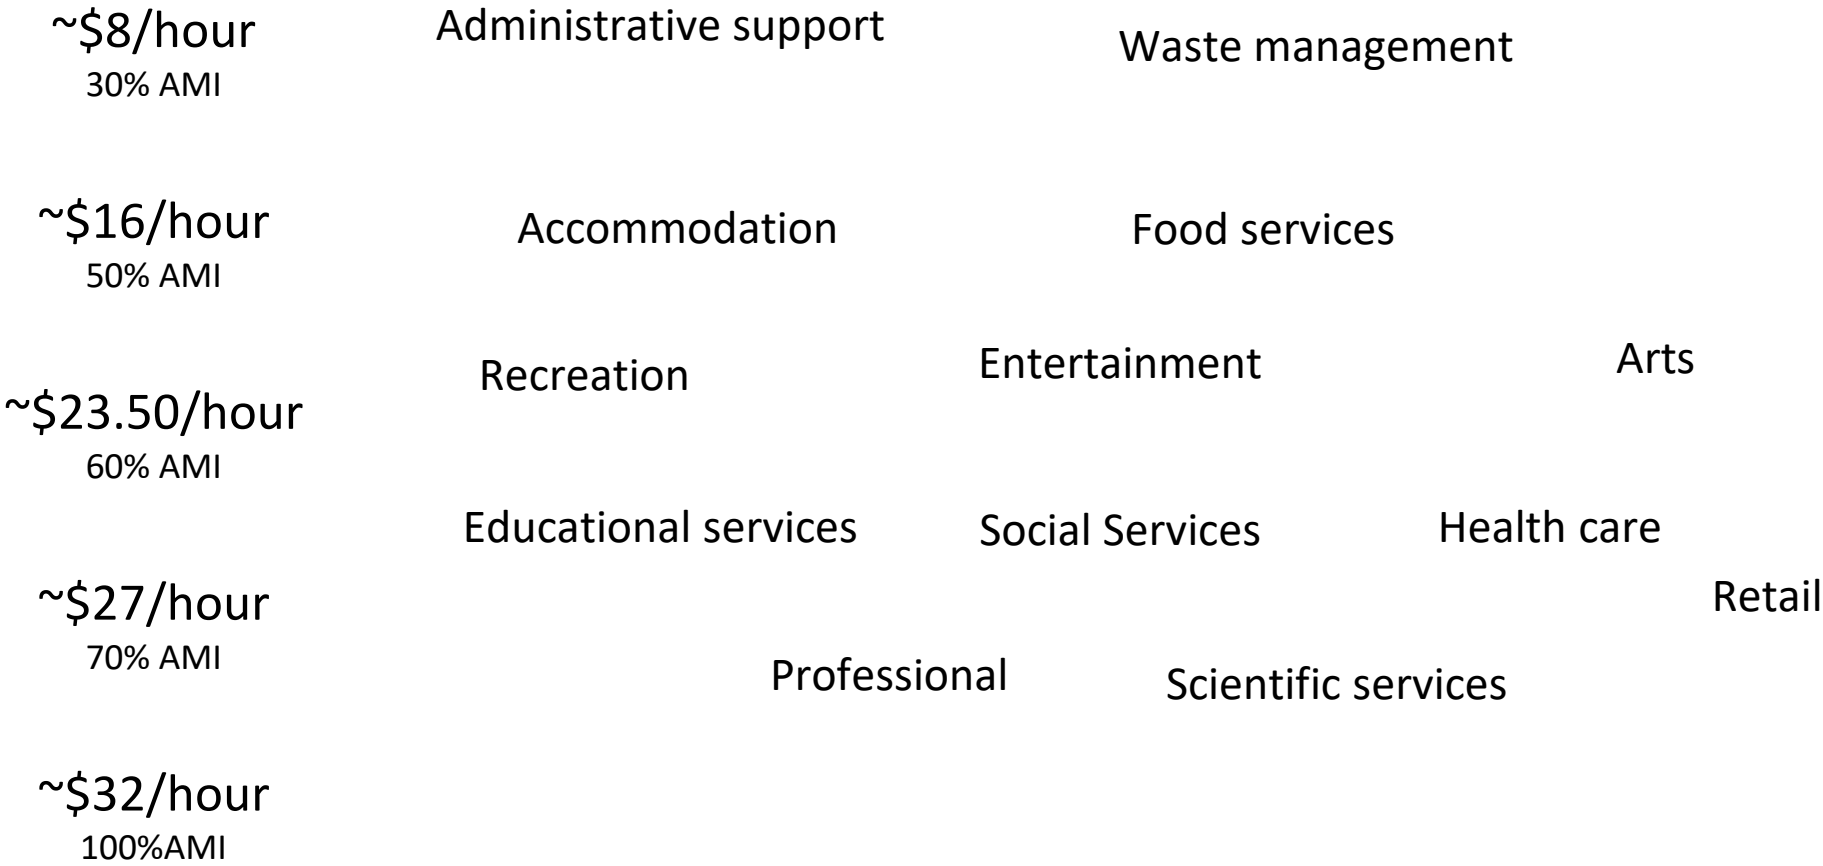 ~$8/hour
30% AMI
Administrative support
Waste management
~$16/hour
50% AMI
Accommodation
Food services
Recreation
Entertainment
Arts
~$23.50/hour
60% AMI
Educational services
Social Services
Health care
~$27/hour
70% AMI
Retail
Professional
Scientific services
~$32/hour
100%AMI